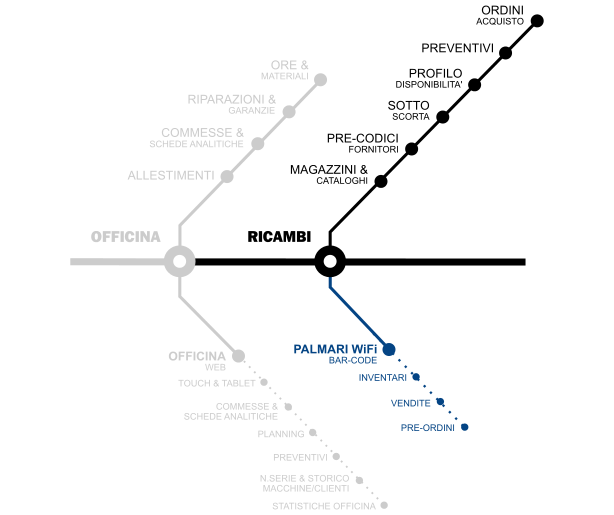 ORDINI
ACQUISTO
PREVENTIVI
PROFILO
DISPONIBILITA'
SOTTO
SCORTA
PRE-CODICI
FORNITORI
MAGAZZINI &
CATALOGHI
ORE &
MATERIALI
RIPARAZIONI &
GARANZIE
COMMESSE &
SCHEDE ANALITICHE
ALLESTIMENTI
OFFICINA
RICAMBI
OFFICINA
WEB
TOUCH & TABLET
COMMESSE &
SCHEDE ANALITICHE
PLANNING
PREVENTIVI
N.SERIE & STORICO
MACCHINE/CLIENTI
STATISTICHE OFFICINA
PALMARI WiFi
BAR-CODE
INVENTARI
VENDITE
PRE-ORDINI